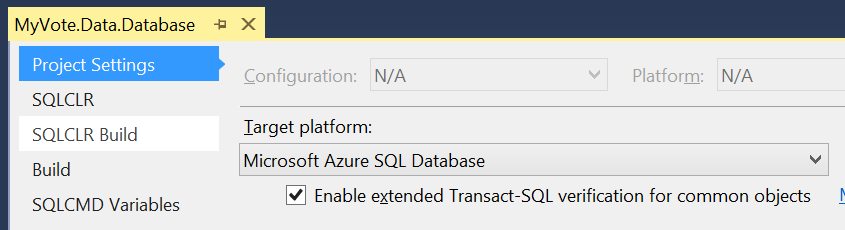 MyVote.Data.Database
Project Settings
SQLCLR
SQLCLR Build
Build
SQLCMD Variables
Configuration: N/A Platform: N/A
Target platform:
Microsoft Azure SQL Database
Enable extended Transact-SQL verification for common objects